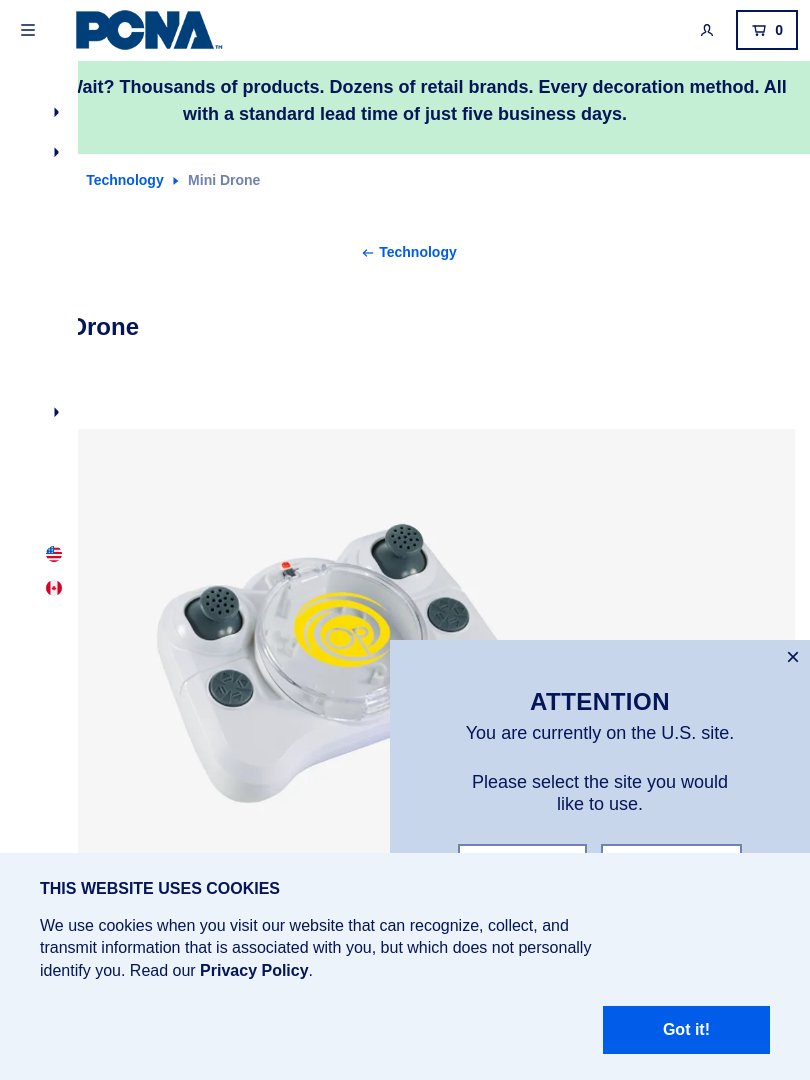 PCNA™
0
Wait? Thousands of products. Dozens of retail brands. Every decoration method. All
with a standard lead time of just five business days.
Technology
Mini Drone
Technology
Drone
ATTENTION
You are currently on the U.S. site.
Please select the site you would
like to use.
THIS WEBSITE USES COOKIES
We use cookies when you visit our website that can recognize, collect, and
transmit information that is associated with you, but which does not personally
identify you. Read our Privacy Policy.
Got it!